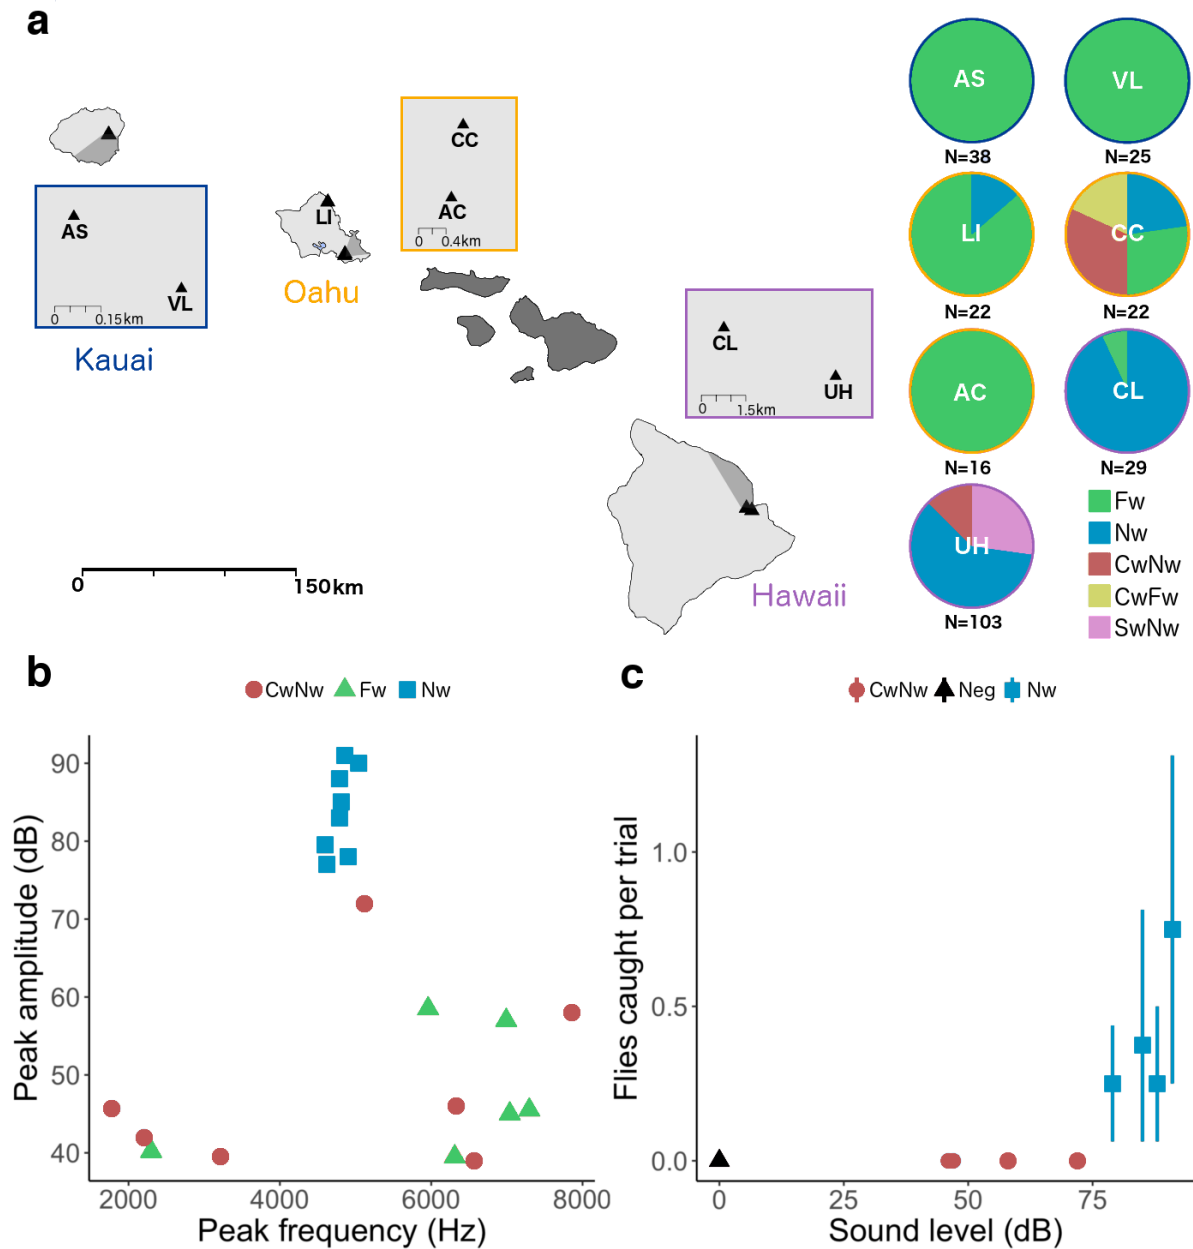 a
AS
VL
N=38
N=25
CC
AC
0 0.4km
AS
VL
0 0.15km
Kauai
LI
Oahu
LI
CC
N=22
N=22
CL
UH
0 1.5km
AC
CL
N=16
N=29
UH
N=103
Hawaii
0 150km
Fw
Nw
CwNw
CwFw
SwNw
b
CwNw Fw Nw
Peak amplitude (dB)
90
80
70
60
50
40
2000 4000 6000 8000
Peak frequency (Hz)
c
CwNw Neg Nw
Flies caught per trial
1.0
0.5
0.0
0 25 50 75
Sound level (dB)